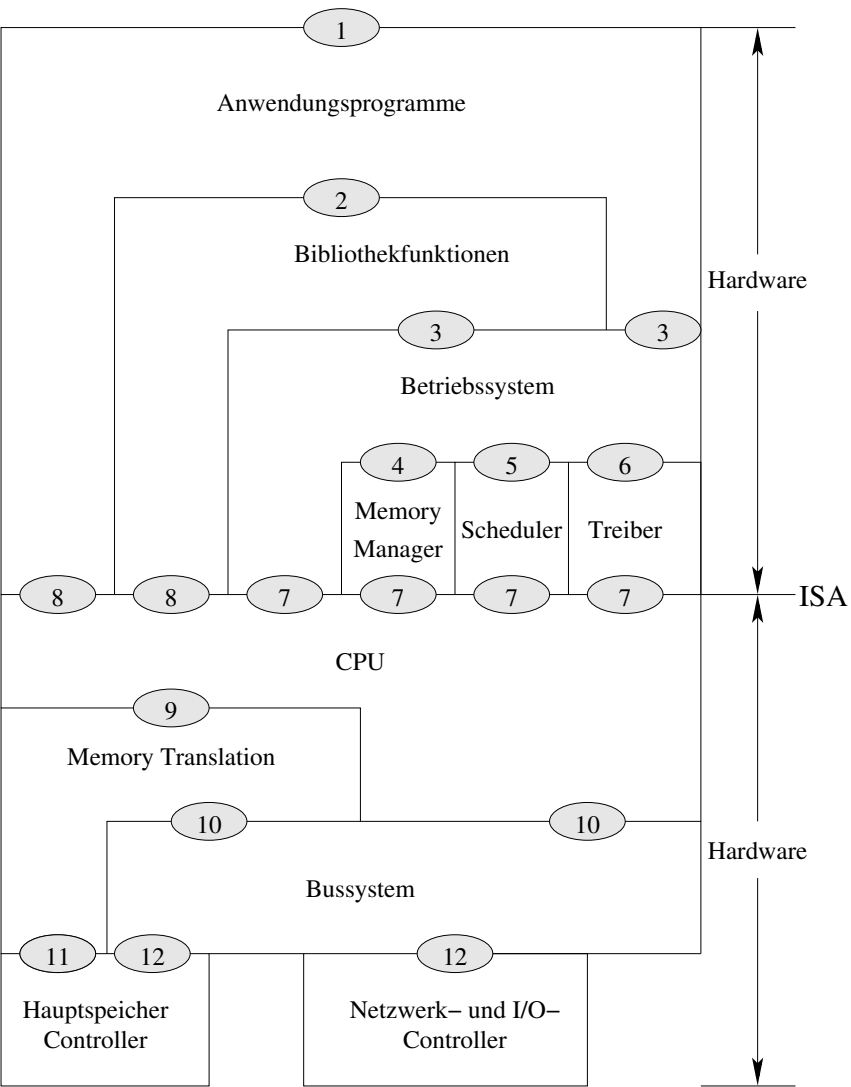 1
Anwendungsprogramme
2
Bibliothekfunktionen
Hardware
3
3
Betriebssystem
4
5
6
Memory
Manager
Scheduler
Treiber
8
8
7
7
7
7
ISA
CPU
9
Memory Translation
10
10
Hardware
Bussystem
11
12
12
Hauptspeicher
Controller
Netzwerk− und I/O−
Controller